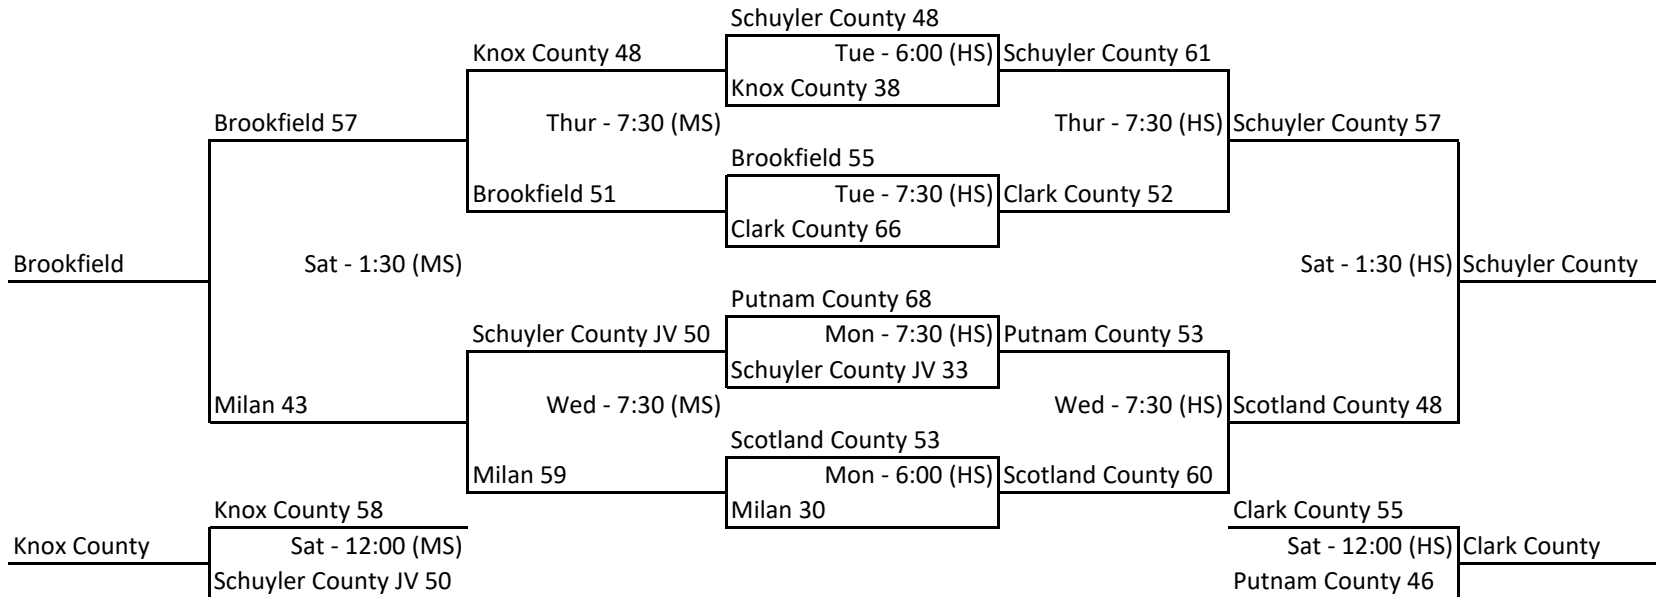 Schuyler County 48
Knox County 48
Tue - 6:00 (HS)
Schuyler County 61
Knox County 38
Brookfield 57
Thur - 7:30 (MS)
Thur - 7:30 (HS)
Schuyler County 57
Brookfield 55
Brookfield 51
Tue - 7:30 (HS)
Clark County 52
Clark County 66
Brookfield
Sat - 1:30 (MS)
Sat - 1:30 (HS)
Schuyler County
Putnam County 68
Schuyler County JV 50
Mon - 7:30 (HS)
Putnam County 53
Schuyler County JV 33
Milan 43
Wed - 7:30 (MS)
Wed - 7:30 (HS)
Scotland County 48
Scotland County 53
Milan 59
Mon - 6:00 (HS)
Scotland County 60
Knox County 58
Milan 30
Clark County 55
Knox County
Sat - 12:00 (MS)
Sat - 12:00 (HS)
Clark County
Schuyler County JV 50
Putnam County 46